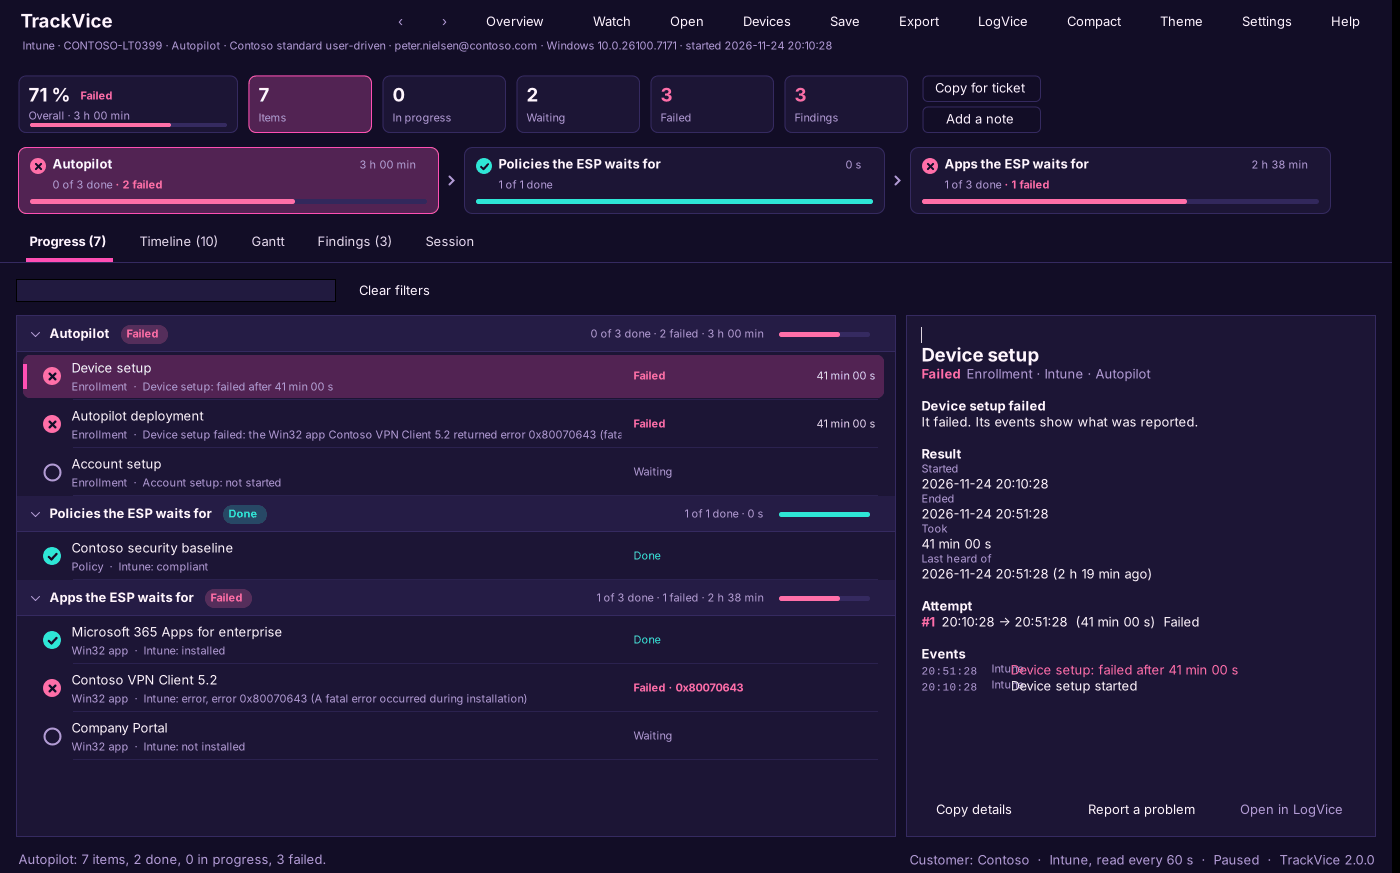 TrackVice
‹ › Overview Watch Open Devices Save Export LogVice Compact Theme Settings Help
Intune · CONTOSO-LT0399 · Autopilot · Contoso standard user-driven · peter.nielsen@contoso.com · Windows 10.0.26100.7171 · started 2026-11-24 20:10:28
71 % Failed
Overall · 3 h 00 min
7
Items
0
In progress
2
Waiting
3
Failed
3
Findings
Copy for ticket
Add a note
Autopilot 3 h 00 min
0 of 3 done · 2 failed
Policies the ESP waits for 0 s
1 of 1 done
Apps the ESP waits for 2 h 38 min
1 of 3 done · 1 failed
Progress (7) Timeline (10) Gantt Findings (3) Session
Clear filters
Autopilot Failed 0 of 3 done · 2 failed · 3 h 00 min
Device setup
Enrollment · Device setup: failed after 41 min 00 s
Failed 41 min 00 s
Autopilot deployment
Enrollment · Device setup failed: the Win32 app Contoso VPN Client 5.2 returned error 0x80070643 (fata
Failed 41 min 00 s
Account setup
Enrollment · Account setup: not started
Waiting
Policies the ESP waits for Done 1 of 1 done · 0 s
Contoso security baseline
Policy · Intune: compliant
Done
Apps the ESP waits for Failed 1 of 3 done · 1 failed · 2 h 38 min
Microsoft 365 Apps for enterprise
Win32 app · Intune: installed
Done
Contoso VPN Client 5.2
Win32 app · Intune: error, error 0x80070643 (A fatal error occurred during installation)
Failed · 0x80070643
Company Portal
Win32 app · Intune: not installed
Waiting
Device setup
Failed Enrollment · Intune · Autopilot
Device setup failed
It failed. Its events show what was reported.
Result
Started
2026-11-24 20:10:28
Ended
2026-11-24 20:51:28
Took
41 min 00 s
Last heard of
2026-11-24 20:51:28 (2 h 19 min ago)
Attempt
#1 20:10:28 → 20:51:28 (41 min 00 s) Failed
Events
20:51:28 Intune Device setup: failed after 41 min 00 s
20:10:28 Intune Device setup started
Copy details Report a problem Open in LogVice
Autopilot: 7 items, 2 done, 0 in progress, 3 failed.
Customer: Contoso · Intune, read every 60 s · Paused · TrackVice 2.0.0